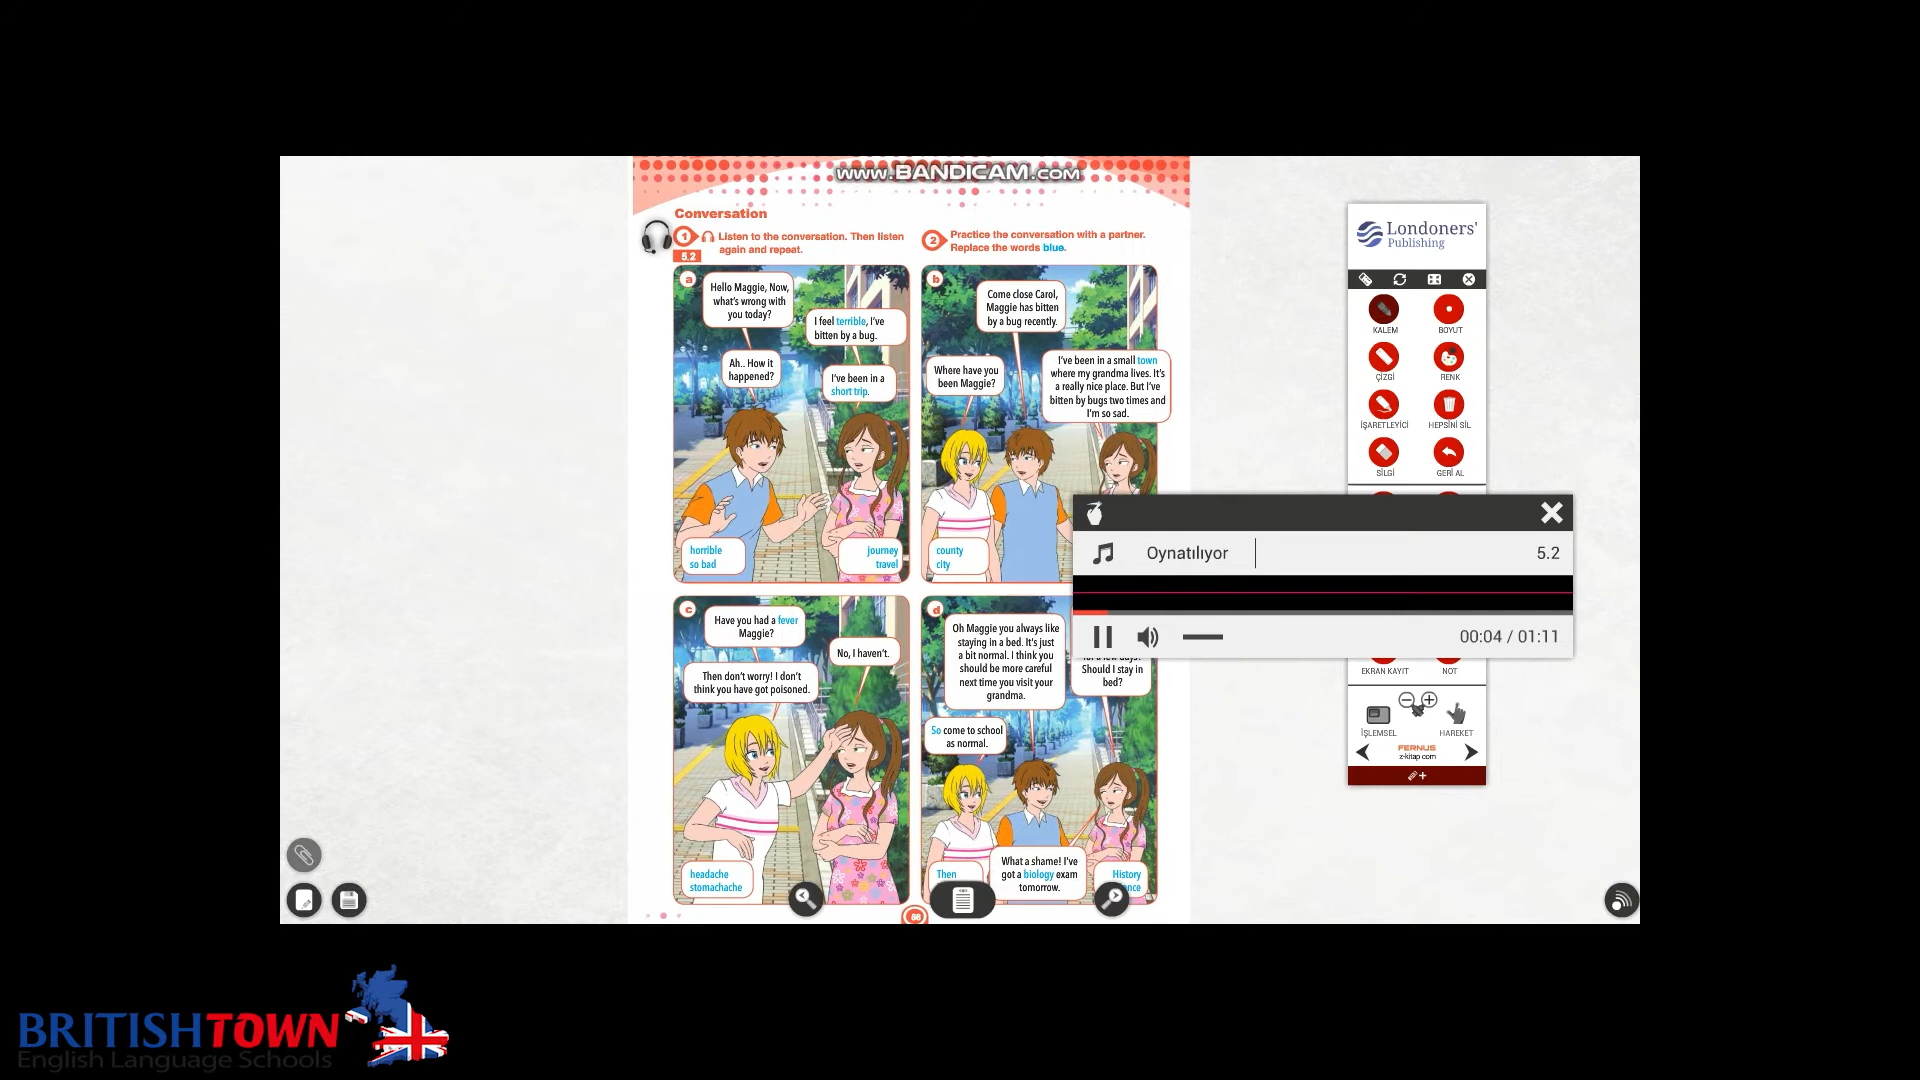 www.BANDICAM.com
Conversation
1 Listen to the conversation. Then listen
again and repeat.
5.2
2 Practice the conversation with a partner.
Replace the words blue.
a
Hello Maggie, Now,
what's wrong with
you today?
I feel terrible, I've
bitten by a bug.
Ah.. How it
happened?
I've been in a
short trip.
horrible
so bad
journey
travel
b
Come close Carol,
Maggie has bitten
by a bug recently.
Where have you
been Maggie?
I've been in a small town
where my grandma lives. It's
a really nice place. But I've
bitten by bugs two times and
I'm so sad.
county
city
c
Have you had a fever
Maggie?
No, I haven't.
Then don't worry! I don't
think you have got poisoned.
headache
stomachache
d
Oh Maggie you always like
staying in a bed. It's just
a bit normal. I think you
should be more careful
next time you visit your
grandma.
for a few days?
Should I stay in
bed?
So come to school
as normal.
What a shame! I've
got a biology exam
tomorrow.
Then
History
56
Londoners'
Publishing
KALEM
BOYUT
ÇİZGİ
RENK
İŞARETLEYİCİ
HEPSİNİ SİL
SİLGİ
GERİ AL
Oynatılıyor
5.2
00:04 / 01:11
EKRAN KAYIT
NOT
İŞLEMSEL
HAREKET
FERNUS
z-kitap.com
BRITISHTOWN
English Language Schools